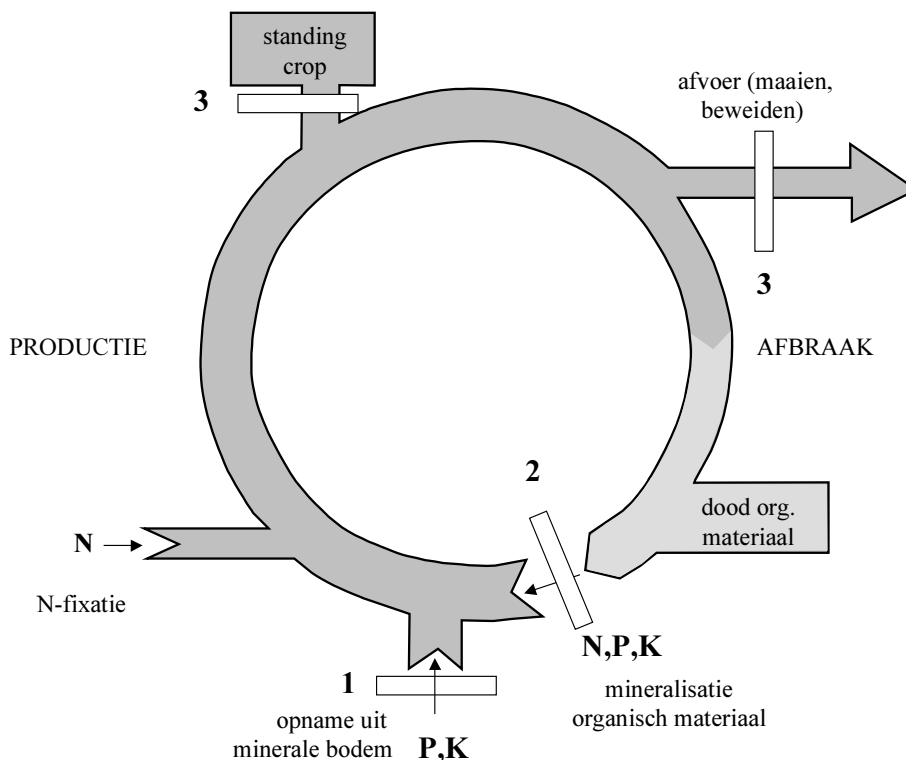 standing
crop
3
afvoer (maaien,
beweiden)
3
PRODUCTIE
AFBRAAK
2
dood org.
materiaal
N
N-fixatie
N,P,K
mineralisatie
organisch materiaal
1
opname uit
minerale bodem
P,K